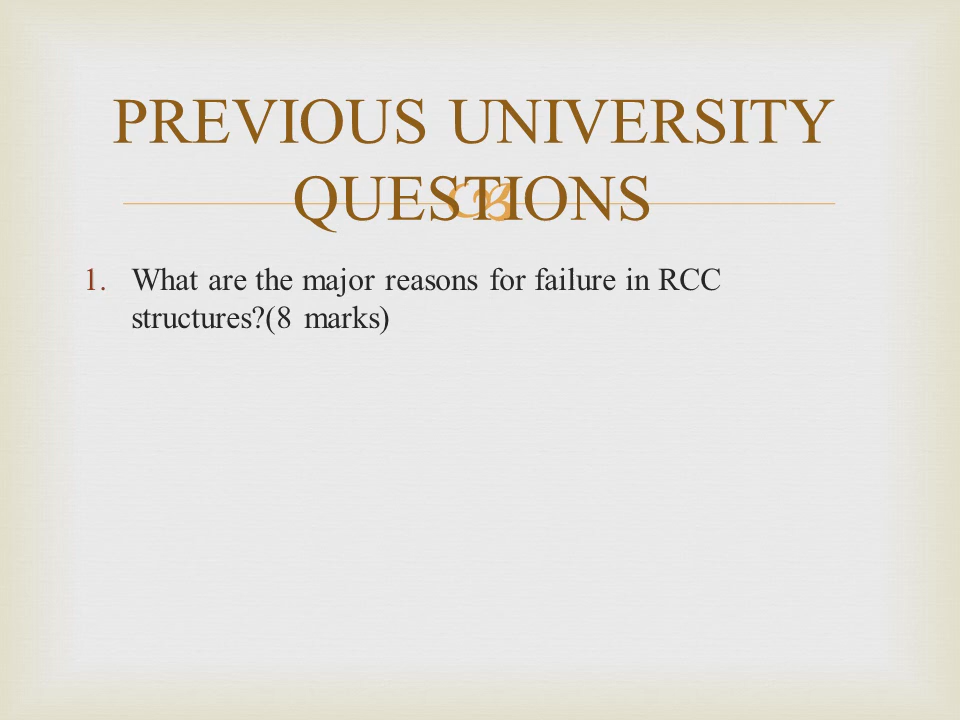 PREVIOUS UNIVERSITY
QUESTIONS
1. What are the major reasons for failure in RCC
structures?(8 marks)